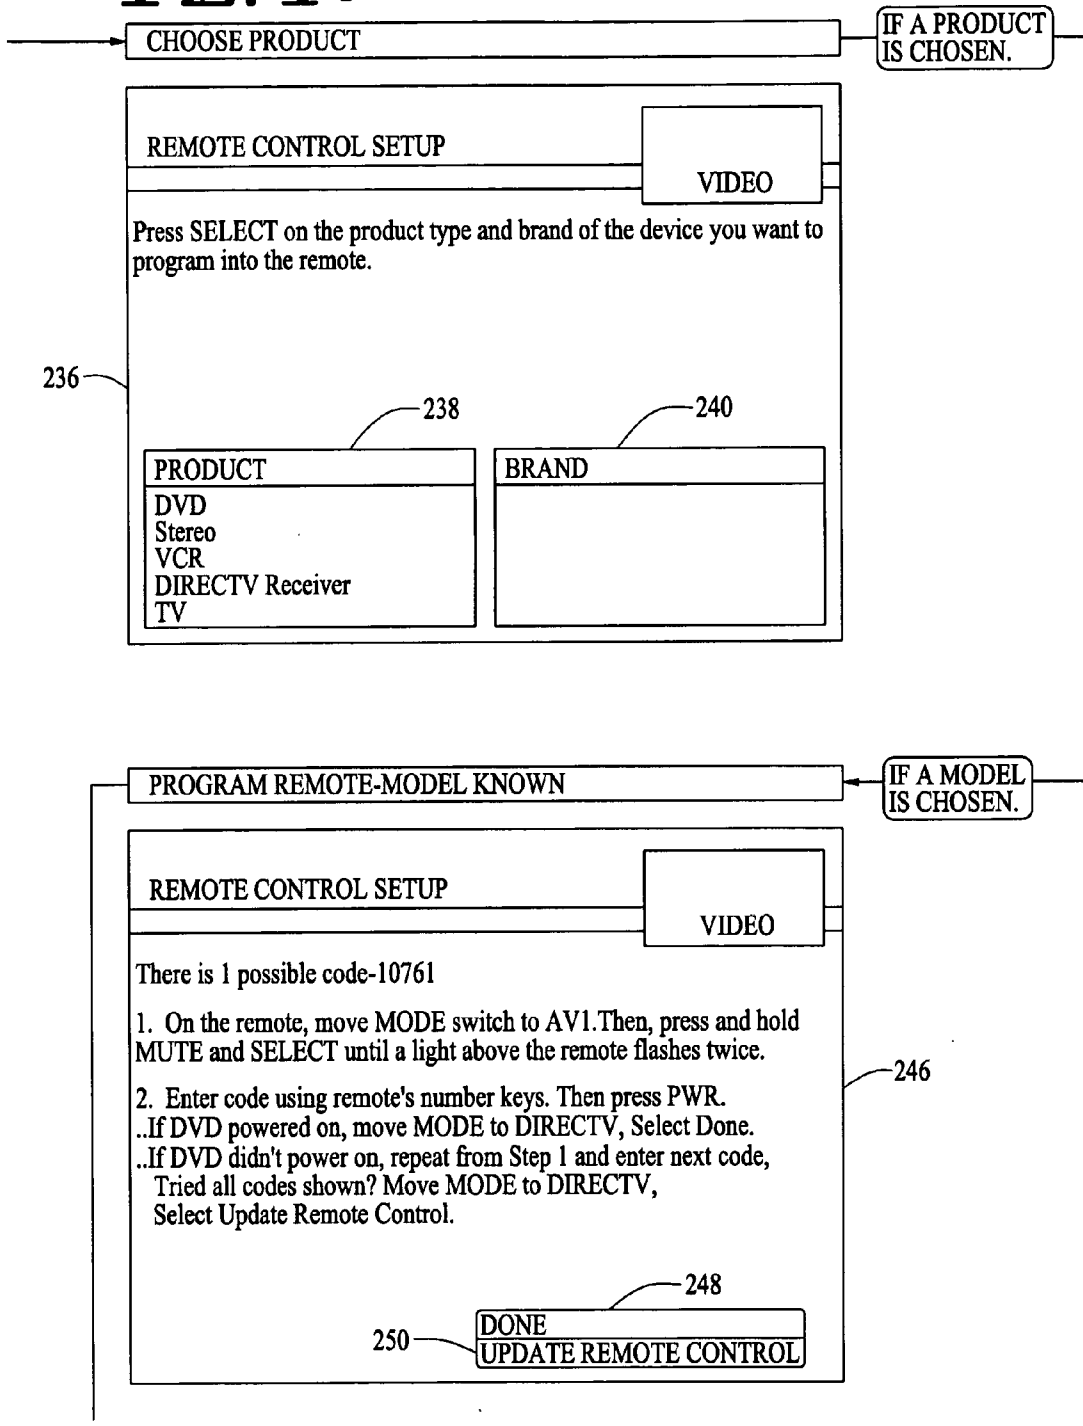 CHOOSE PRODUCT
IF A PRODUCT
IS CHOSEN.
REMOTE CONTROL SETUP
VIDEO
Press SELECT on the product type and brand of the device you want to
program into the remote.
236
238
240
PRODUCT
BRAND
DVD
Stereo
VCR
DIRECTV Receiver
TV
PROGRAM REMOTE-MODEL KNOWN
IF A MODEL
IS CHOSEN.
REMOTE CONTROL SETUP
VIDEO
There is 1 possible code-10761
1. On the remote, move MODE switch to AV1.Then, press and hold
MUTE and SELECT until a light above the remote flashes twice.
246
2. Enter code using remote's number keys. Then press PWR.
..If DVD powered on, move MODE to DIRECTV, Select Done.
..If DVD didn't power on, repeat from Step 1 and enter next code,
Tried all codes shown? Move MODE to DIRECTV,
Select Update Remote Control.
248
DONE
250
UPDATE REMOTE CONTROL